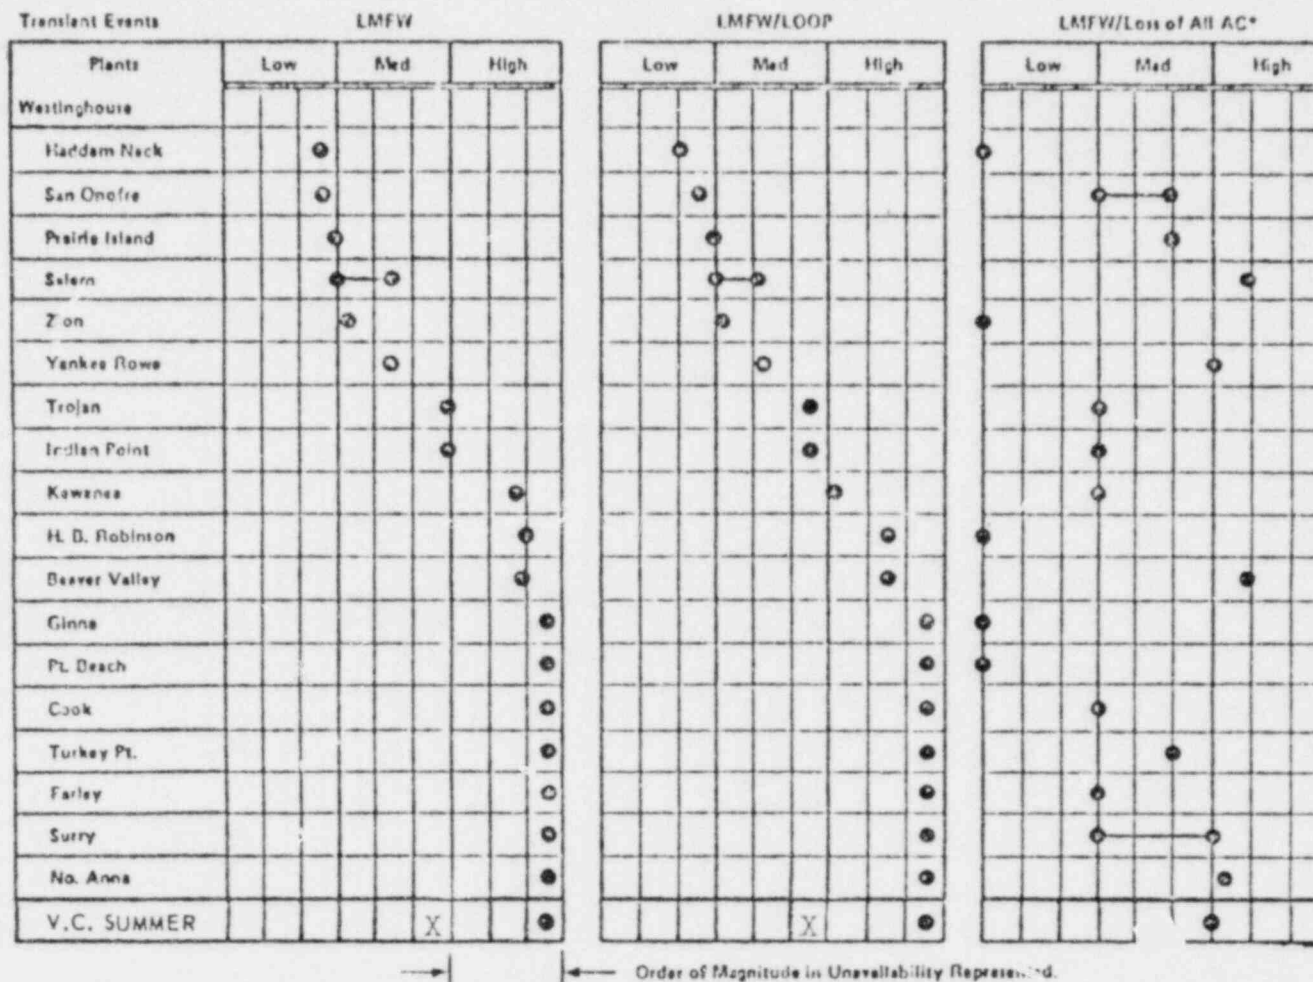 Transient Events LMFW LMFW/LOOP LMFW/Loss of All AC*
Plants Low Med High Low Med High Low Med High
Westinghouse
Haddam Neck
San Onofre
Prairie Island
Salem
Zion
Yankee Rowe
Trojan
Indian Point
Kewanee
H. B. Robinson
Beaver Valley
Ginna
Pt. Beach
Cook
Turkey Pt.
Farley
Surry
No. Anna
V.C. SUMMER X X
Order of Magnitude in Unavailability Represented.